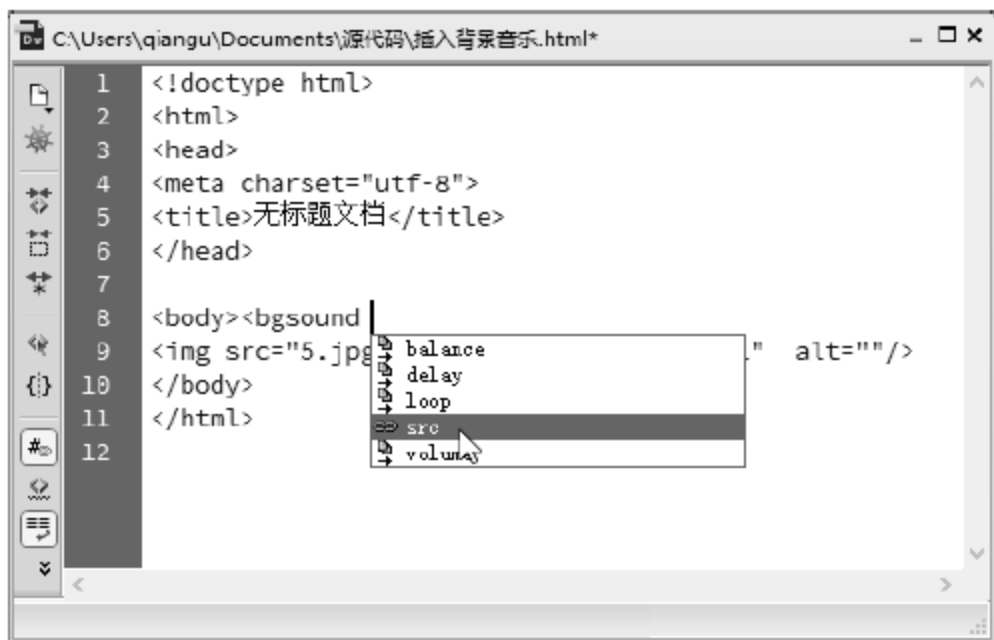 Dw C:\Users\qiangu\Documents\源代码\插入背景音乐.html*
1 <!doctype html>
2 <html>
3 <head>
4 <meta charset="utf-8">
5 <title>无标题文档</title>
6 </head>
7
8 <body><bgsound
9 <img src="5.jpg " alt=""/>
10 </body>
11 </html>
12
balance
delay
loop
src
volume